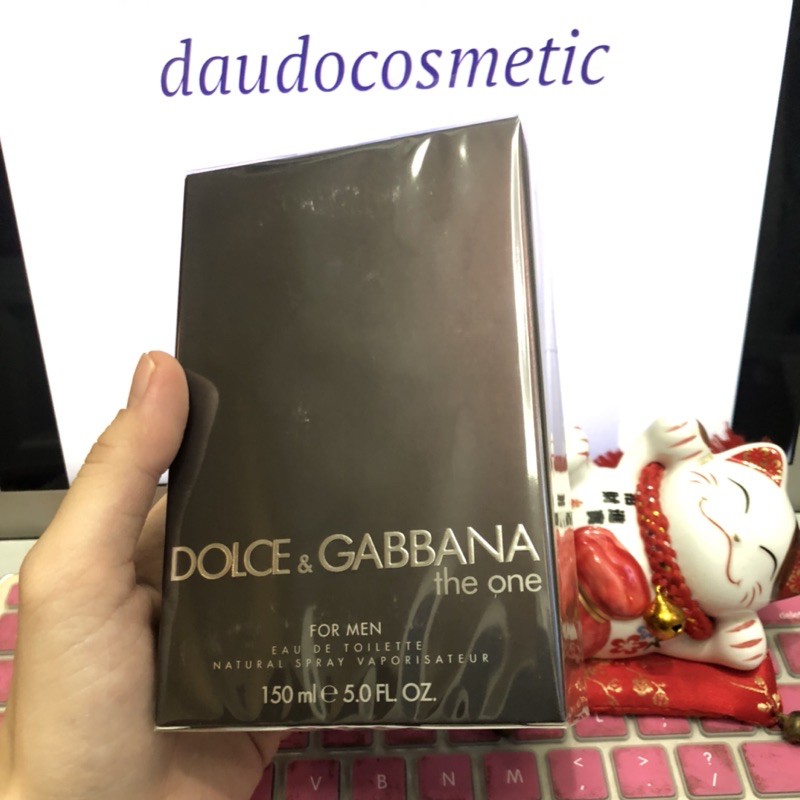 daudocosmetic
DOLCE & GABBANA
the one
FOR MEN
EAU DE TOILETTE
NATURAL SPRAY VAPORISATEUR
150 ml e 5.0 FL. OZ.
V B N M < > ?
, . /